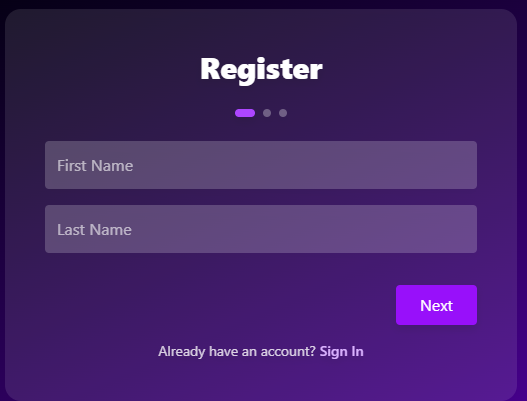 Register
First Name
Last Name
Next
Already have an account? Sign In